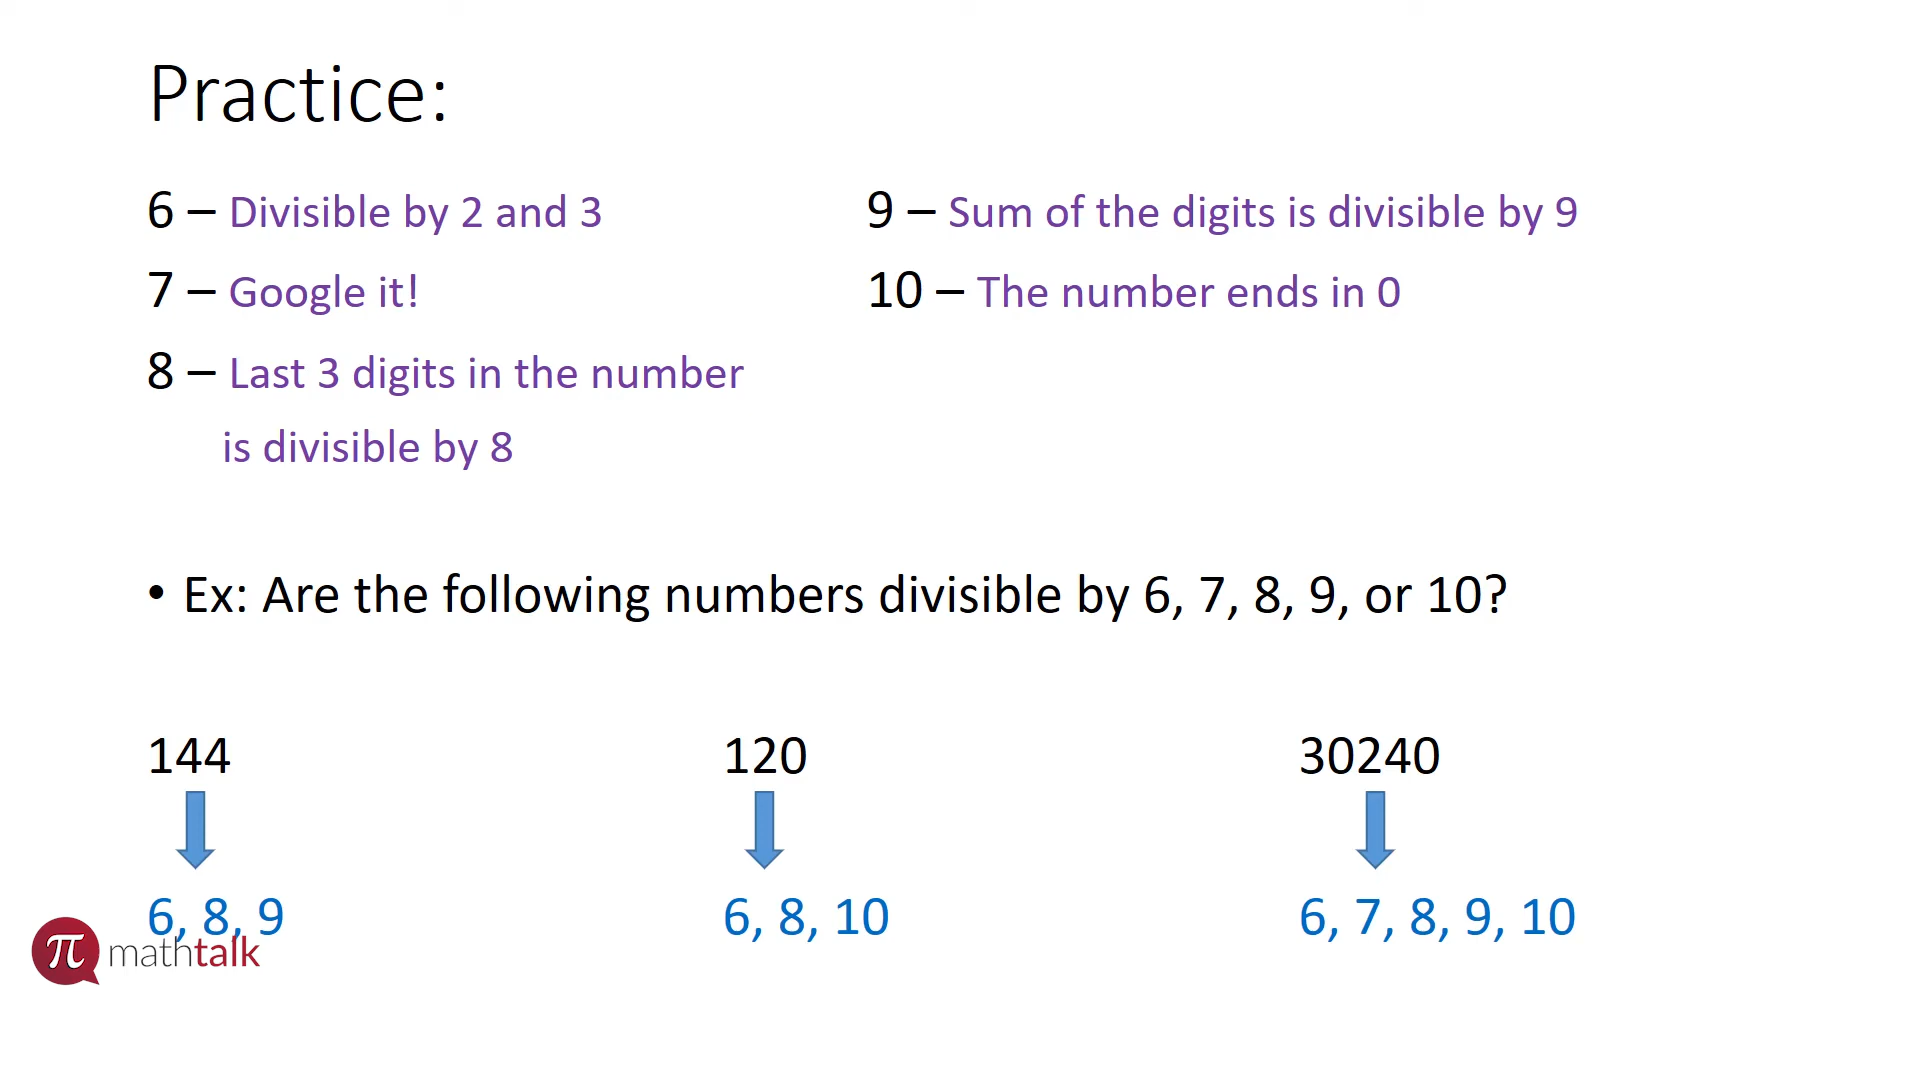 Practice:
6 – Divisible by 2 and 3
7 – Google it!
8 – Last 3 digits in the number
is divisible by 8
9 – Sum of the digits is divisible by 9
10 – The number ends in 0
• Ex: Are the following numbers divisible by 6, 7, 8, 9, or 10?
144
120
30240
6, 8, 9
6, 8, 10
6, 7, 8, 9, 10
π mathtalk